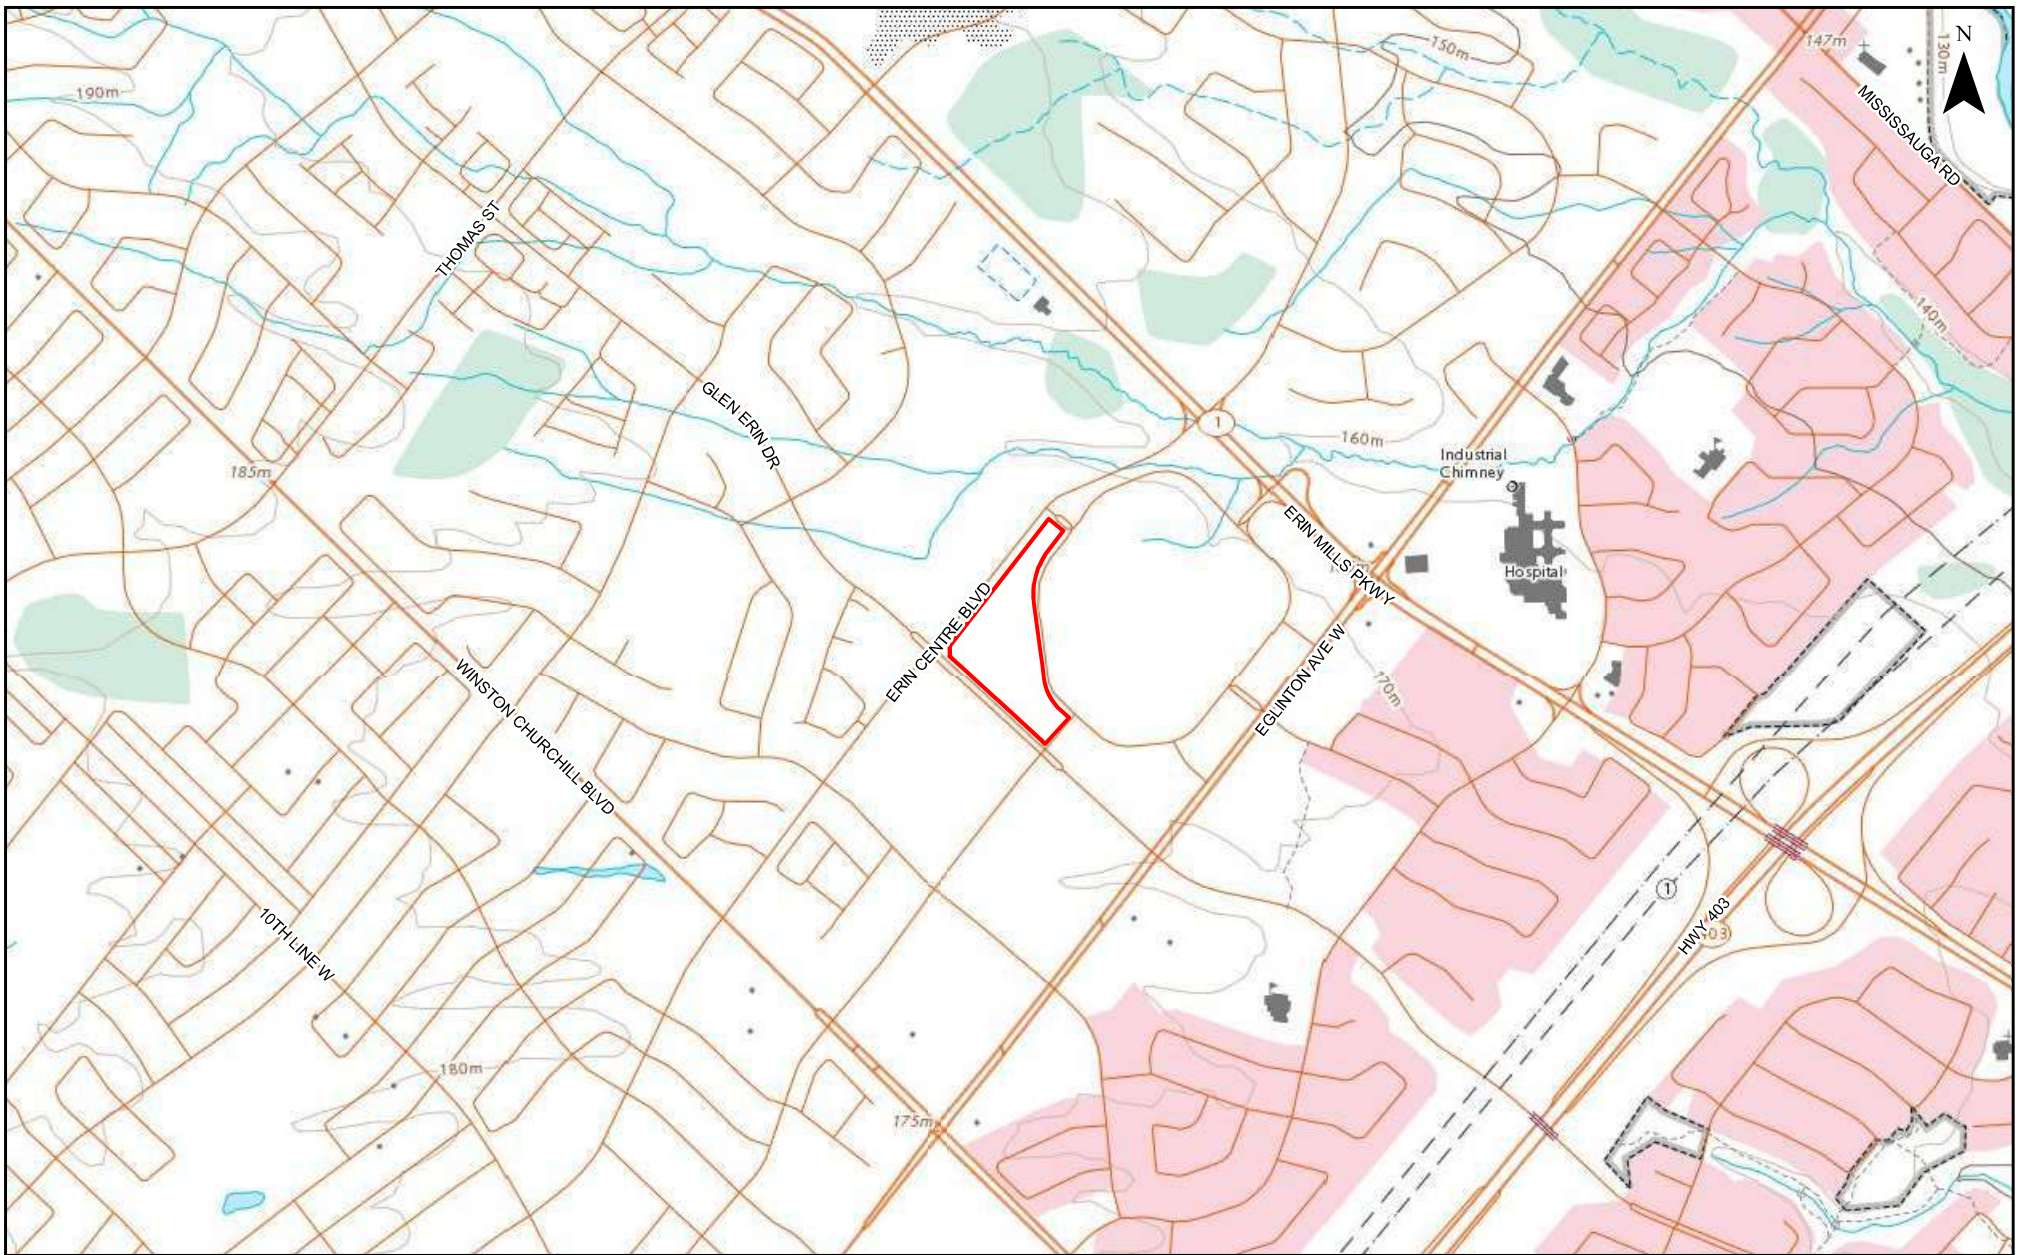 147m
N
130m
150m
190m
MISSISSAUGA RD
THOMAS ST
140m
GLEN ERIN DR
1
160m
Industrial
Chimney
185m
ERIN MILLS PKWY
Hospital
ERIN CENTRE BLVD
EGLINTON AVE W
170m
WINSTON CHURCHILL BLVD
1
10TH LINE W
HWY 403
403
180m
175m